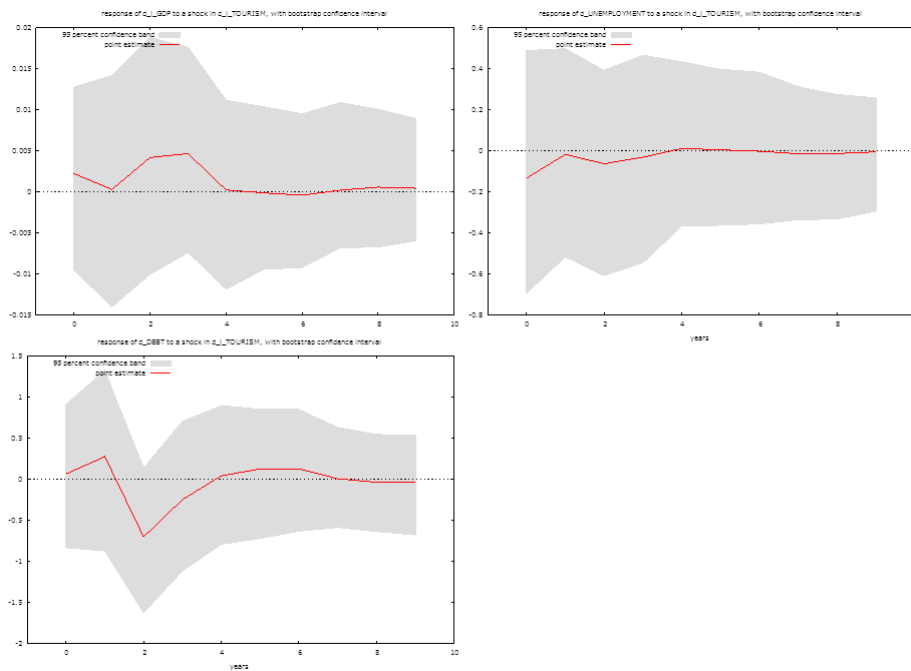 response of d_l_GDP to a shock in d_l_TOURISM, with bootstrap confidence interval
95 percent confidence band
point estimate
0.02
0.015
0.01
0.005
0
-0.005
-0.01
-0.015
0 2 4 6 8 10
response of d_UNEMPLOYMENT to a shock in d_l_TOURISM, with bootstrap confidence interval
95 percent confidence band
point estimate
0.6
0.4
0.2
0
-0.2
-0.4
-0.6
-0.8
0 2 4 6 8
years
response of d_DEBT to a shock in d_l_TOURISM, with bootstrap confidence interval
95 percent confidence band
point estimate
1.5
1
0.5
0
-0.5
-1
-1.5
-2
0 2 4 6 8 10
years